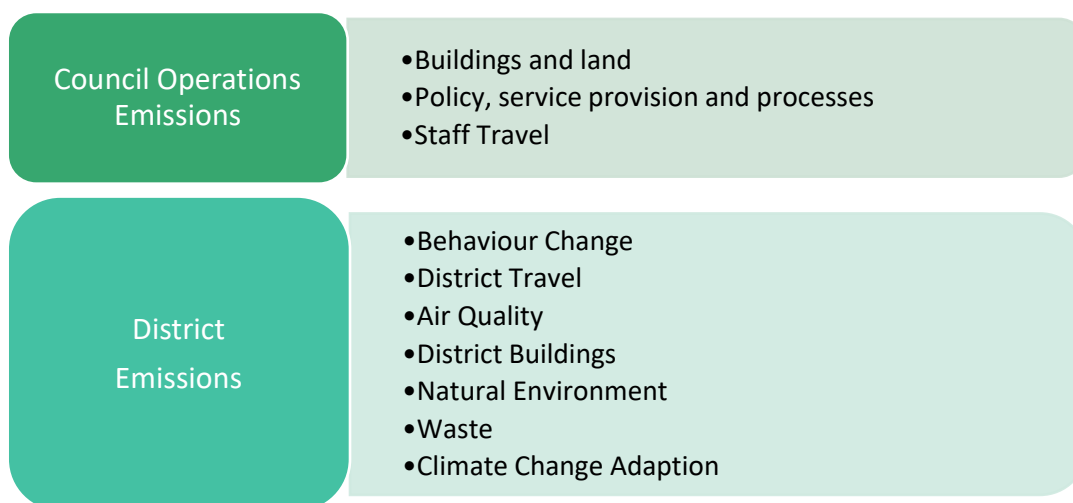 Council Operations
Emissions
•Buildings and land
•Policy, service provision and processes
•Staff Travel
District
Emissions
•Behaviour Change
•District Travel
•Air Quality
•District Buildings
•Natural Environment
•Waste
•Climate Change Adaption